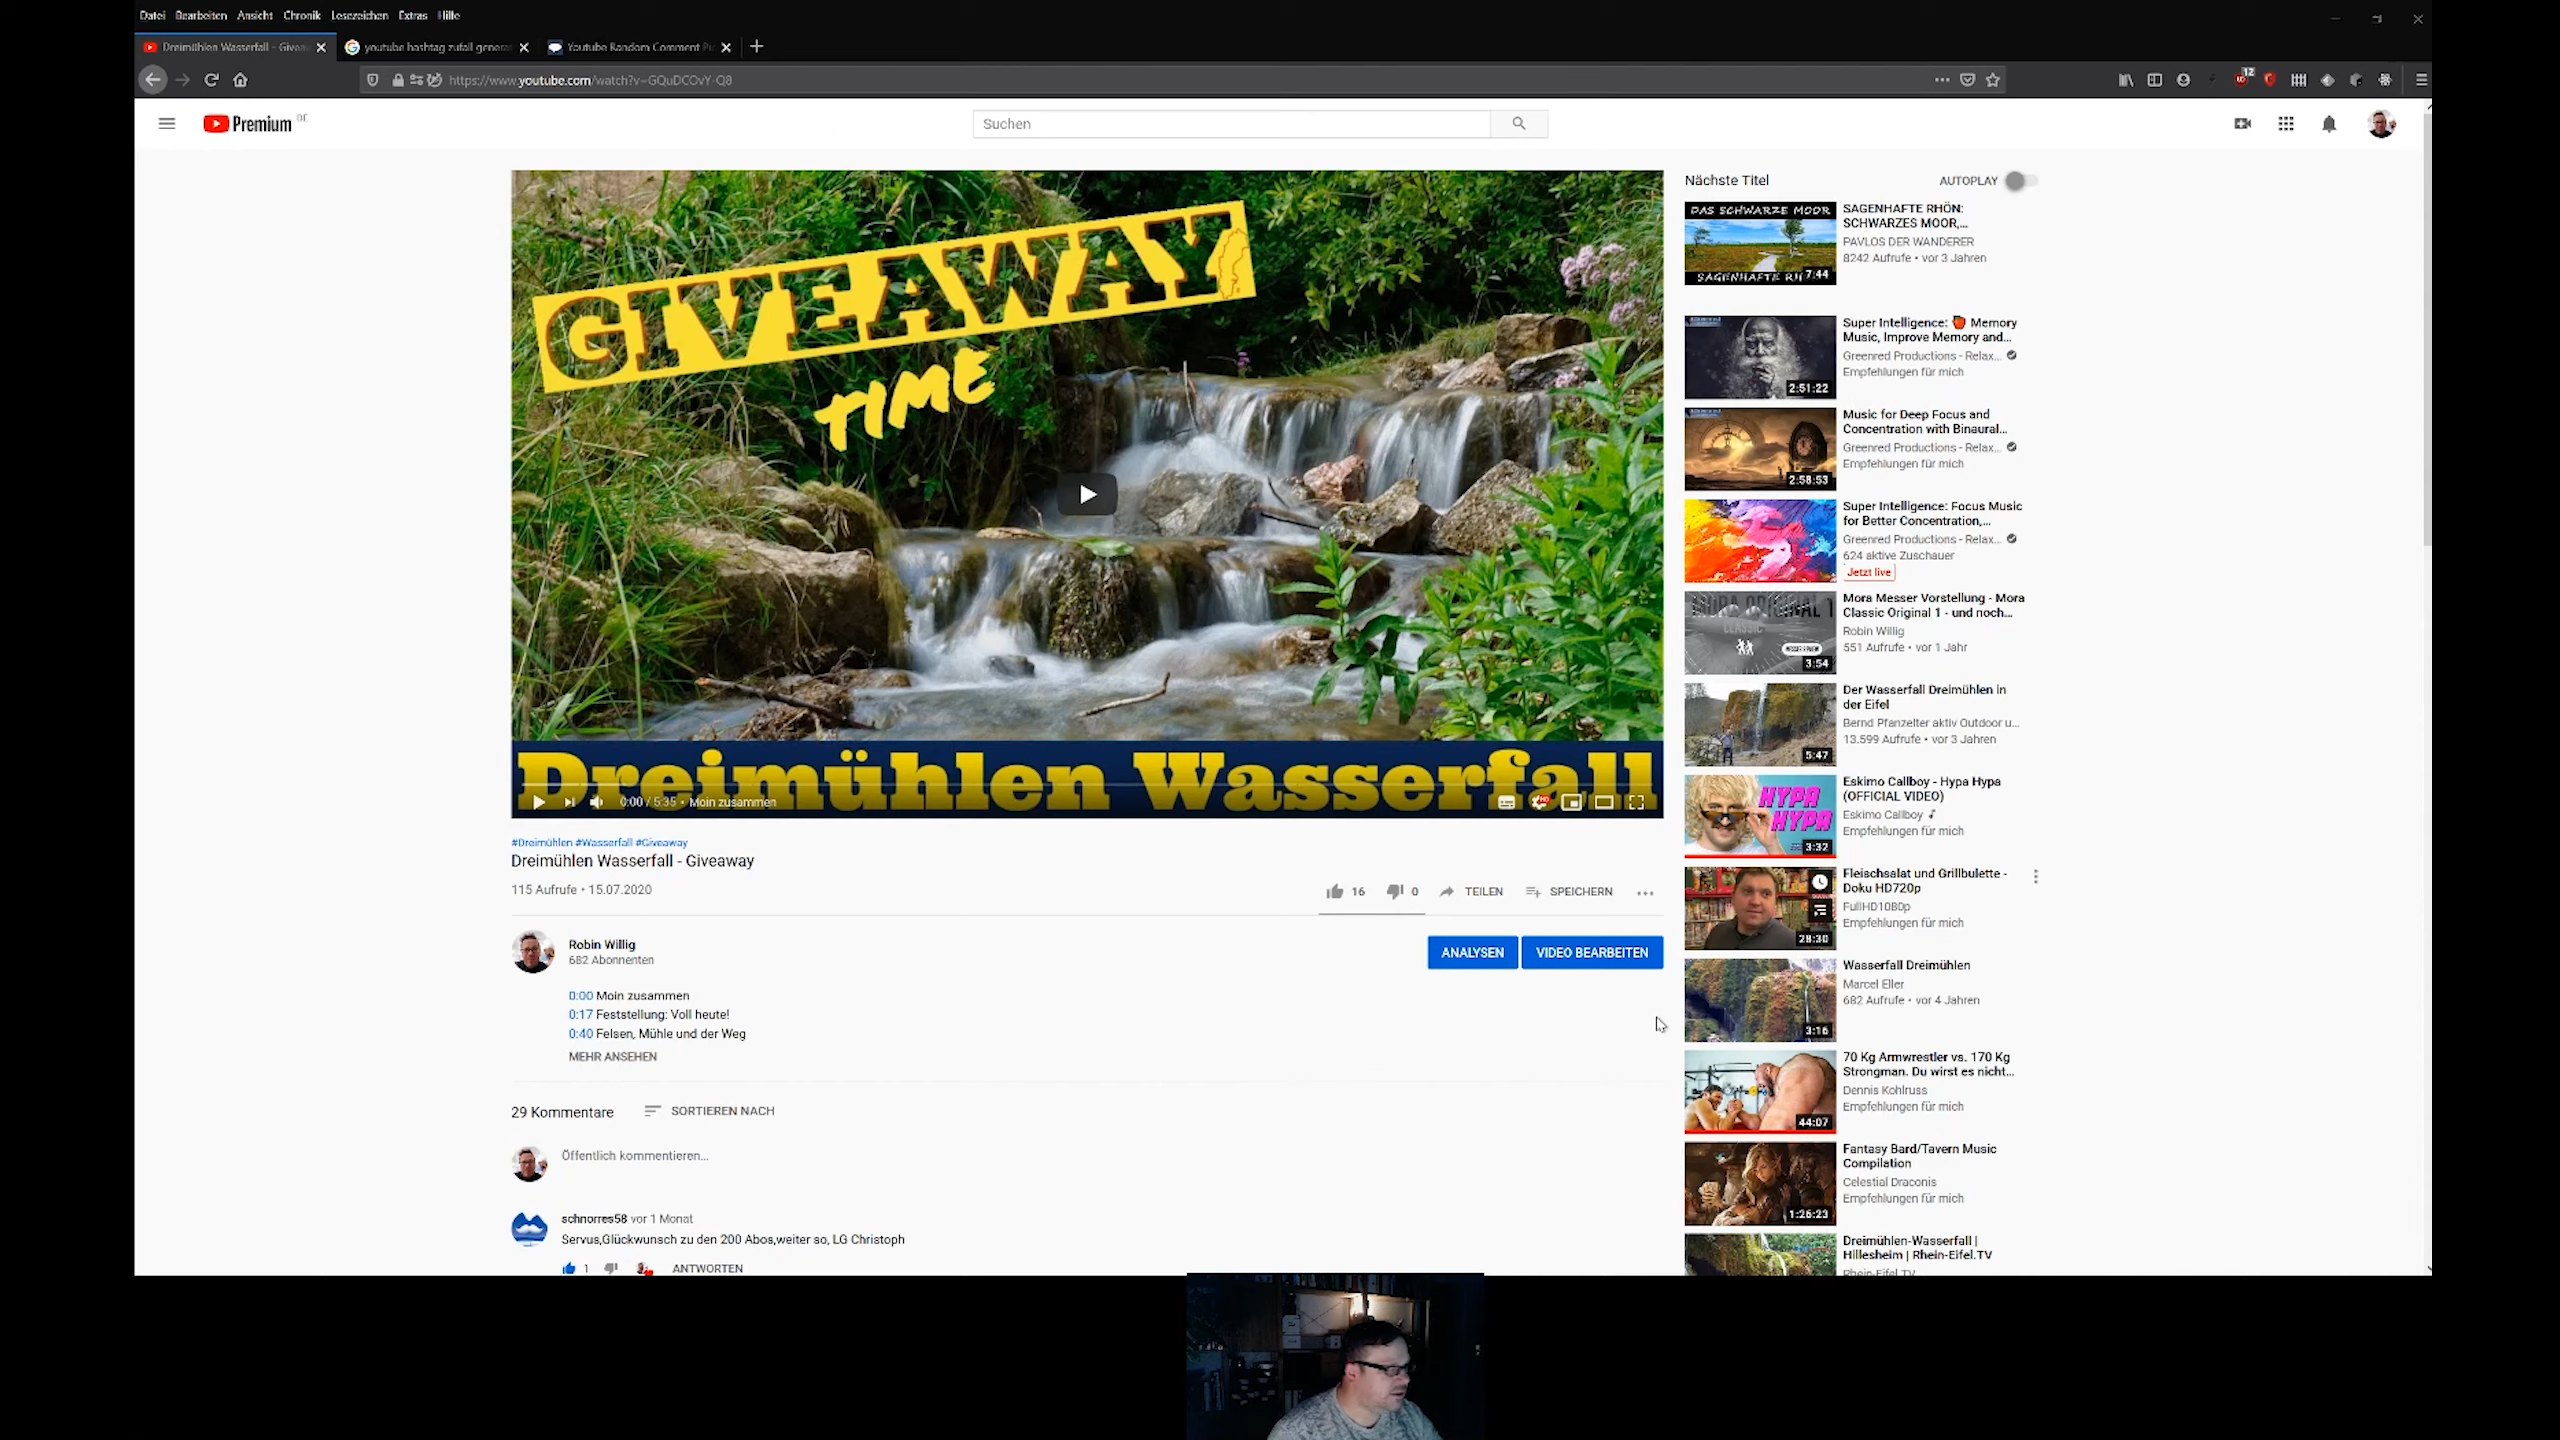 Datei Bearbeiten Ansicht Chronik Lesezeichen Extras Hilfe
Dreimühlen Wasserfall - Givea
youtube hashtag zufall genera
Youtube Random Comment Pi
https://www.youtube.com/watch?v=GQuDCOvY-Q8
12
Premium DE
Suchen
GIVEAWAY
TIME
Dreimühlen Wasserfall
0:00 / 5:35 • Moin zusammen
#Dreimühlen #Wasserfall #Giveaway
Dreimühlen Wasserfall - Giveaway
115 Aufrufe • 15.07.2020
16 0 TEILEN SPEICHERN
Robin Willig
682 Abonnenten
ANALYSEN VIDEO BEARBEITEN
0:00 Moin zusammen
0:17 Feststellung: Voll heute!
0:40 Felsen, Mühle und der Weg
MEHR ANSEHEN
29 Kommentare SORTIEREN NACH
Öffentlich kommentieren...
schnorres58 vor 1 Monat
Servus,Glückwunsch zu den 200 Abos,weiter so, LG Christoph
1 ANTWORTEN
Nächste Titel AUTOPLAY
DAS SCHWARZE MOOR
7:44
SAGENHAFTE RHÖN:
SCHWARZES MOOR,...
PAVLOS DER WANDERER
8242 Aufrufe • vor 3 Jahren
2:51:22
Super Intelligence: Memory
Music, Improve Memory and...
Greenred Productions - Relax...
Empfehlungen für mich
2:58:53
Music for Deep Focus and
Concentration with Binaural...
Greenred Productions - Relax...
Empfehlungen für mich
Super Intelligence: Focus Music
for Better Concentration,...
Greenred Productions - Relax...
624 aktive Zuschauer
Jetzt live
MORA ORIGINAL 1
CLASSIC
3:54
Mora Messer Vorstellung - Mora
Classic Original 1 - und noch...
Robin Willig
551 Aufrufe • vor 1 Jahr
5:47
Der Wasserfall Dreimühlen in
der Eifel
Bernd Pfanzelter aktiv Outdoor u...
13.599 Aufrufe • vor 3 Jahren
HYPA
HYPA
3:32
Eskimo Callboy - Hypa Hypa
(OFFICIAL VIDEO)
Eskimo Callboy
Empfehlungen für mich
28:30
Fleischsalat und Grillbulette -
Doku HD720p
FullHD1080p
Empfehlungen für mich
3:16
Wasserfall Dreimühlen
Marcel Eller
682 Aufrufe • vor 4 Jahren
44:07
70 Kg Armwrestler vs. 170 Kg
Strongman. Du wirst es nicht...
Dennis Kohlruss
Empfehlungen für mich
1:26:23
Fantasy Bard/Tavern Music
Compilation
Celestial Draconis
Empfehlungen für mich
Dreimühlen-Wasserfall |
Hillesheim | Rhein-Eifel.TV
Rhein-Eifel TV